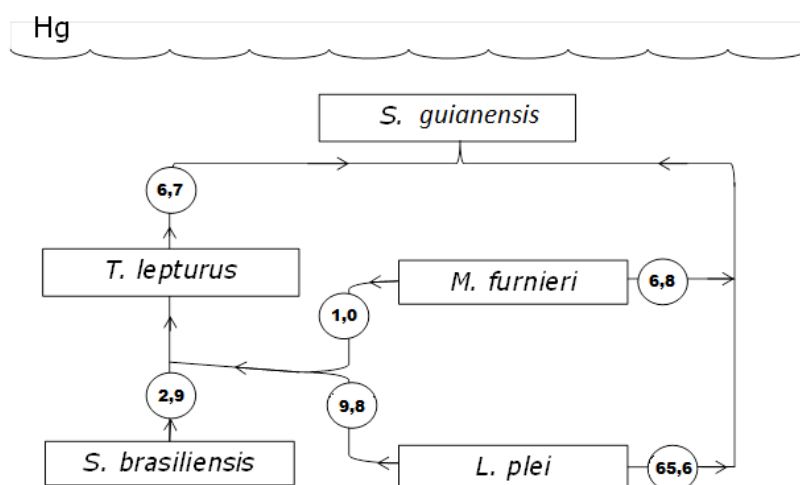 Hg
S. guianensis
6,7
T. lepturus
M. furnieri
6,8
1,0
2,9
9,8
S. brasiliensis
L. plei
65,6